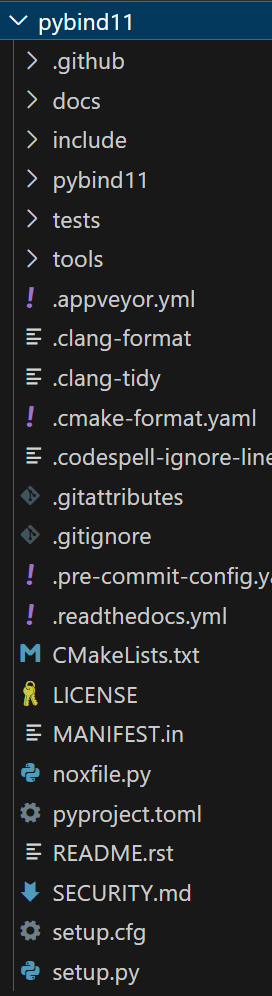 pybind11
.github
docs
include
pybind11
tests
tools
.appveyor.yml
.clang-format
.clang-tidy
.cmake-format.yaml
.codespell-ignore-line
.gitattributes
.gitignore
.pre-commit-config.ya
.readthedocs.yml
CMakeLists.txt
LICENSE
MANIFEST.in
noxfile.py
pyproject.toml
README.rst
SECURITY.md
setup.cfg
setup.py